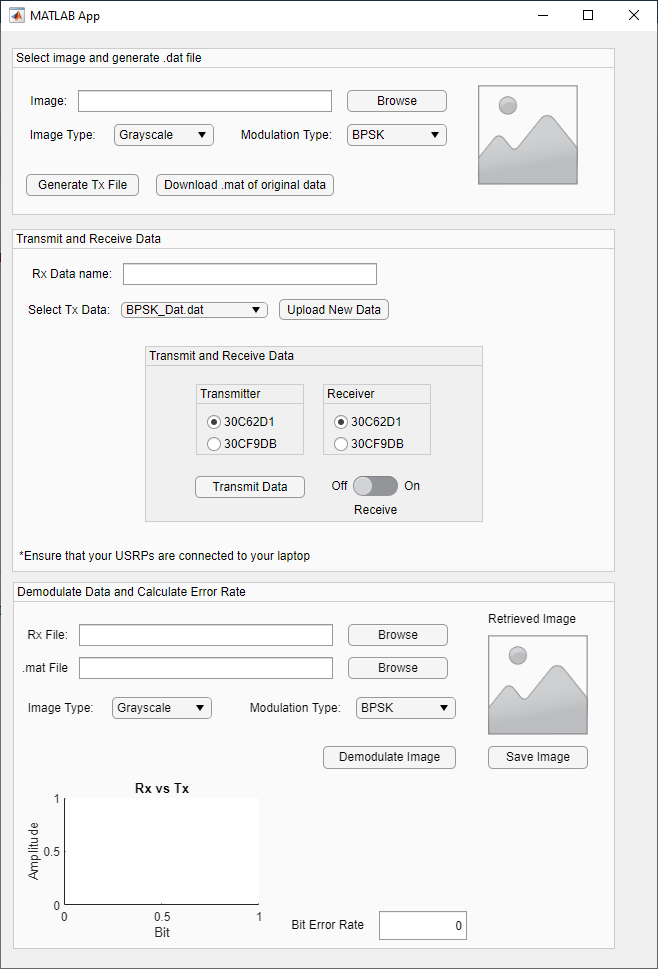 MATLAB App
Select image and generate .dat file
Image: Browse
Image Type: Grayscale Modulation Type: BPSK
Generate Tx File Download .mat of original data
Transmit and Receive Data
Rx Data name:
Select Tx Data: BPSK_Dat.dat Upload New Data
Transmit and Receive Data
Transmitter Receiver
30C62D1 30C62D1
30CF9DB 30CF9DB
Transmit Data Off On
Receive
*Ensure that your USRPs are connected to your laptop
Demodulate Data and Calculate Error Rate
Retrieved Image
Rx File: Browse
.mat File Browse
Image Type: Grayscale Modulation Type: BPSK
Demodulate Image Save Image
Rx vs Tx
1
Amplitude
0.5
0
0 0.5 1
Bit
Bit Error Rate 0